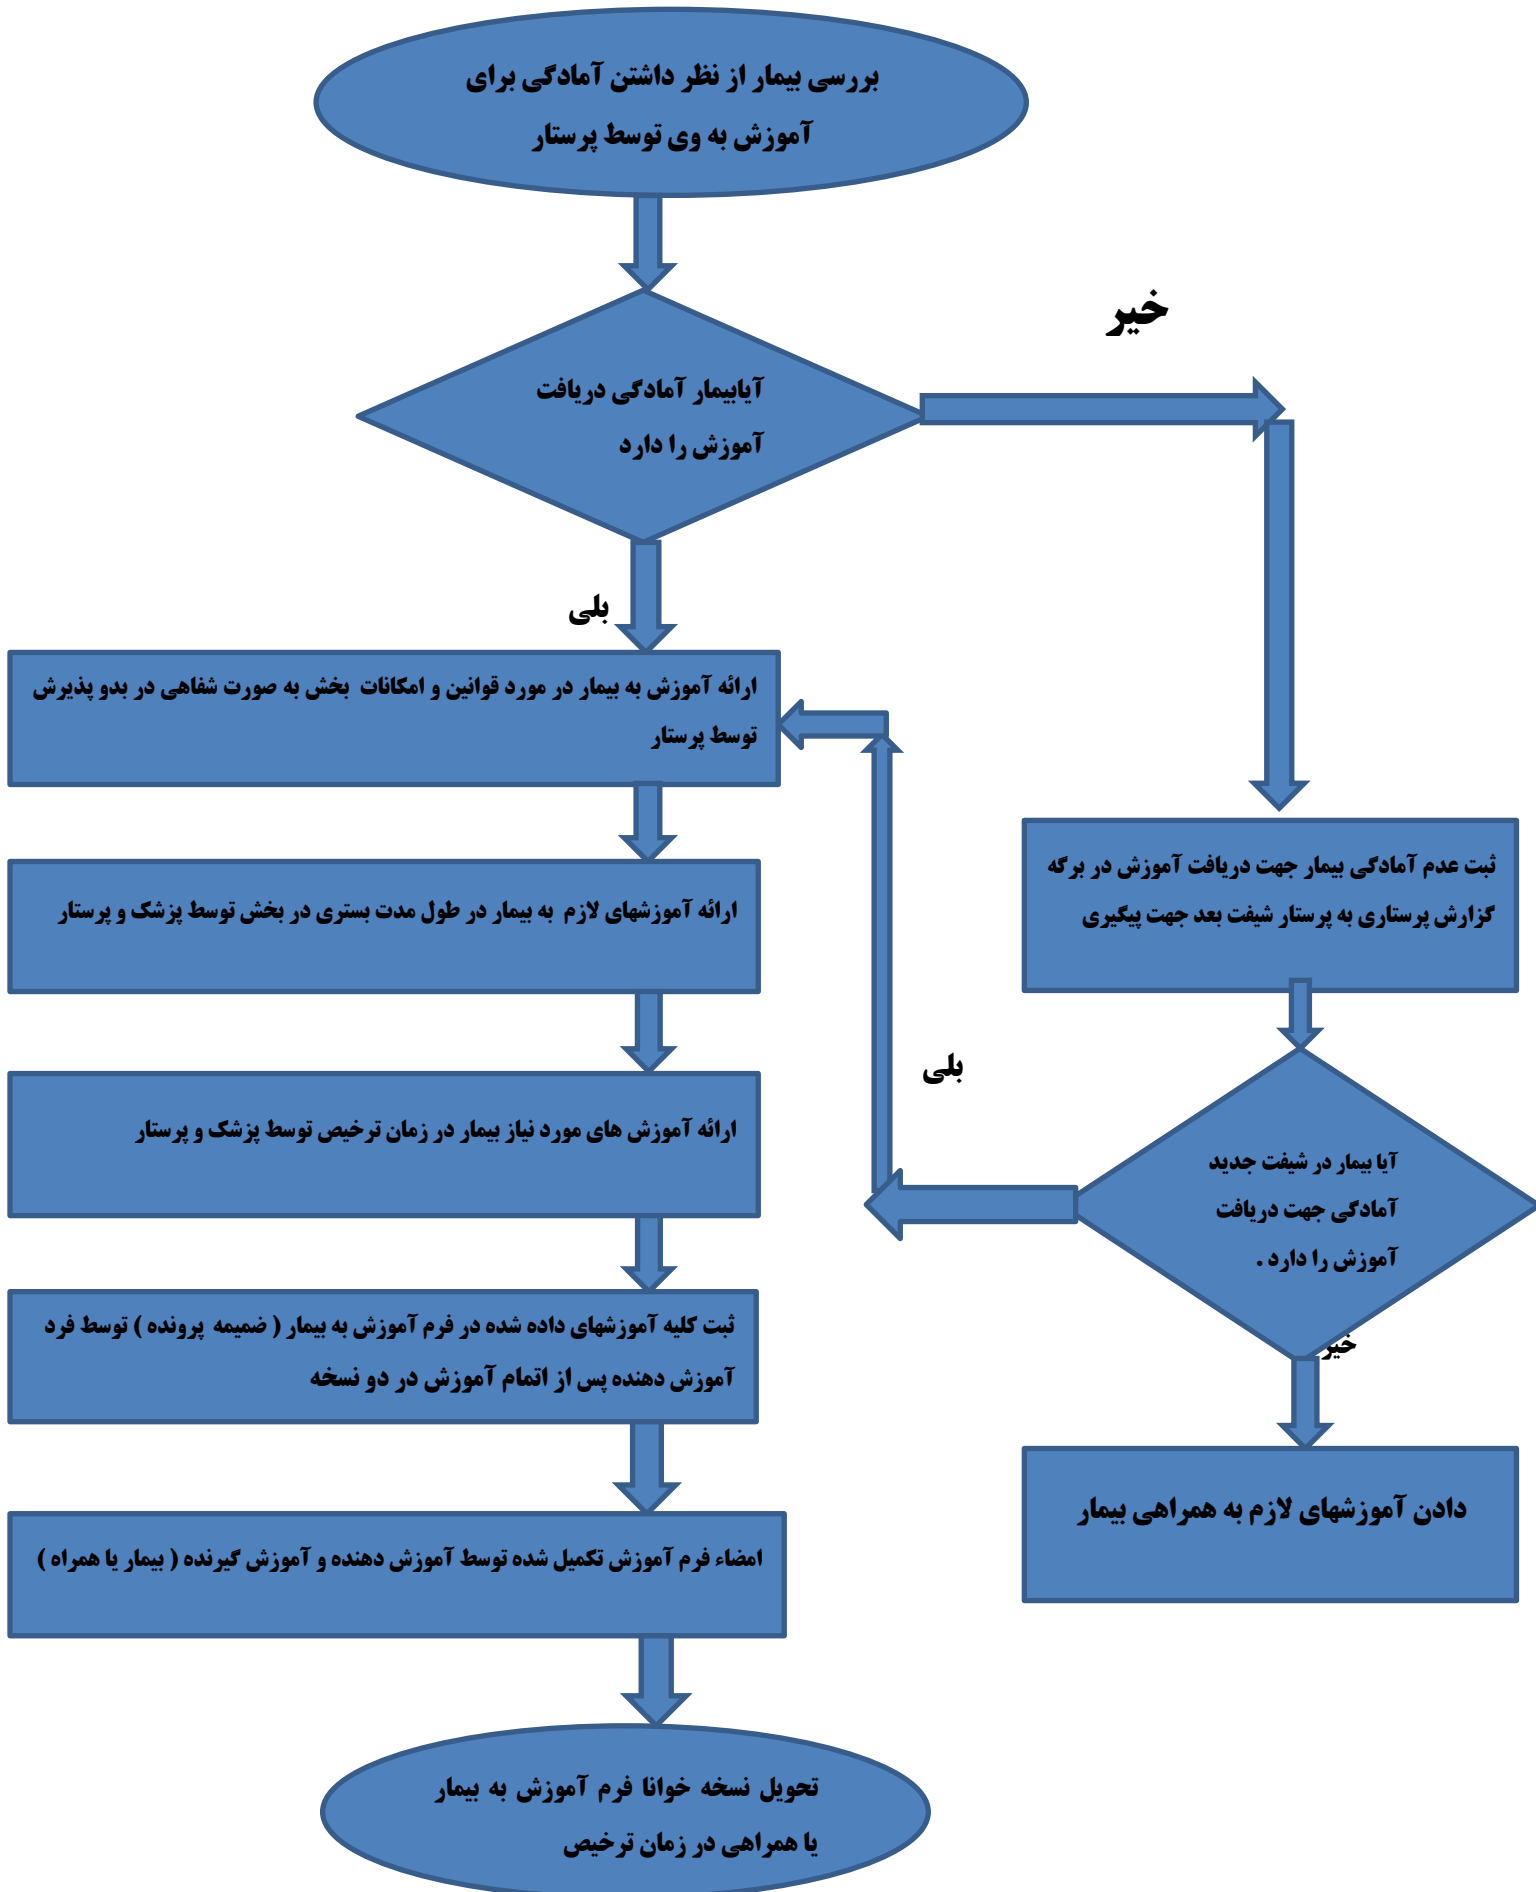 بررسی بیمار از نظر داشتن آمادگی برای
آموزش به وی توسط پرستار
خیر
آیابیمار آمادگی دریافت
آموزش را دارد
بلی
ارائه آموزش به بیمار در مورد قوانین و امکانات بخش به صورت شفاهی در بدو پذیرش
توسط پرستار
ثبت عدم آمادگی بیمار جهت دریافت آموزش در برگه
گزارش پرستاری به پرستار شیفت بعد جهت پیگیری
ارائه آموزشهای لازم به بیمار در طول مدت بستری در بخش توسط پزشک و پرستار
بلی
ارائه آموزش های مورد نیاز بیمار در زمان ترخیص توسط پزشک و پرستار
آیا بیمار در شیفت جدید
آمادگی جهت دریافت
آموزش را دارد .
خیر
ثبت کلیه آموزشهای داده شده در فرم آموزش به بیمار ( ضمیمه پرونده ) توسط فرد
آموزش دهنده پس از اتمام آموزش در دو نسخه
دادن آموزشهای لازم به همراهی بیمار
امضاء فرم آموزش تکمیل شده توسط آموزش دهنده و آموزش گیرنده ( بیمار یا همراه )
تحویل نسخه خوانا فرم آموزش به بیمار
یا همراهی در زمان ترخیص